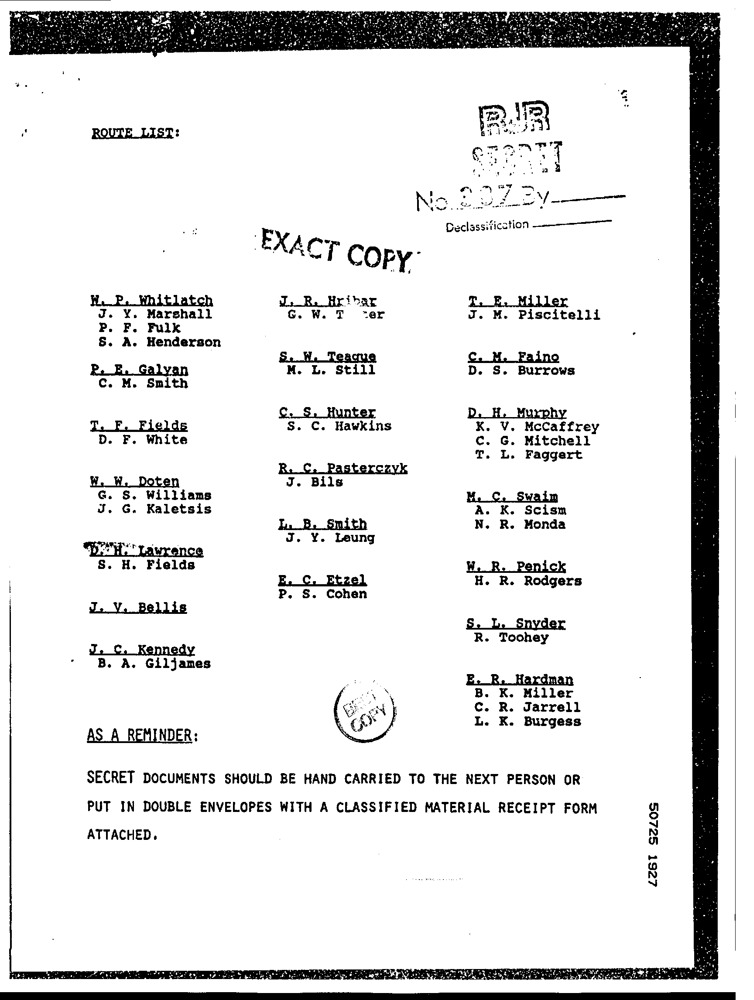 ROUTE LIST:
RJR
SECRET
No. 207 By
Declassification
EXACT COPY
W. P. Whitlatch
J. Y. Marshall
P. F. Fulk
S. A. Henderson
P. E. Galyan
C. M. Smith
T. F. Fields
D. F. White
W. W. Doten
G. S. Williams
J. G. Kaletsis
D. H. Lawrence
S. H. Fields
J. V. Bellis
J. C. Kennedy
B. A. Giljames
J. R. Hribar
G. W.
S. W. Teague
M. L. Still
C. S. Hunter
S. C. Hawkins
R. C. Pasterczyk
J. Bils
L. B. Smith
J. Y. Leung
E. C. Etzel
P. S. Cohen
T. E. Miller
J. M. Piscitelli
C. M. Faino
D. S. Burrows
D. H. Murphy
K. V. McCaffrey
C. G. Mitchell
T. L. Faggert
M. C. Swaim
A. K. Scism
N. R. Monda
W. R. Penick
H. R. Rodgers
S. L. Snyder
R. Toohey
E. R. Hardman
B. K. Miller
C. R. Jarrell
L. K. Burgess
BEST
COPY
AS A REMINDER:
SECRET DOCUMENTS SHOULD BE HAND CARRIED TO THE NEXT PERSON OR
PUT IN DOUBLE ENVELOPES WITH A CLASSIFIED MATERIAL RECEIPT FORM
ATTACHED.
50725 1927